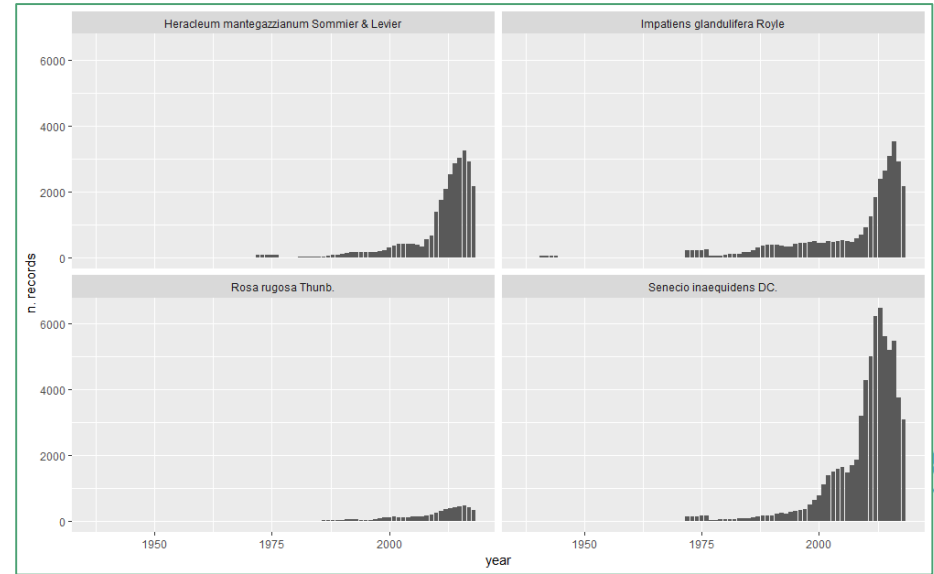 Heracleum mantegazzianum Sommier & Levier
Impatiens glandulifera Royle
6000
4000
2000
0
n. records
Rosa rugosa Thunb.
Senecio inaequidens DC.
6000
4000
2000
0
1950 1975 2000
1950 1975 2000
year